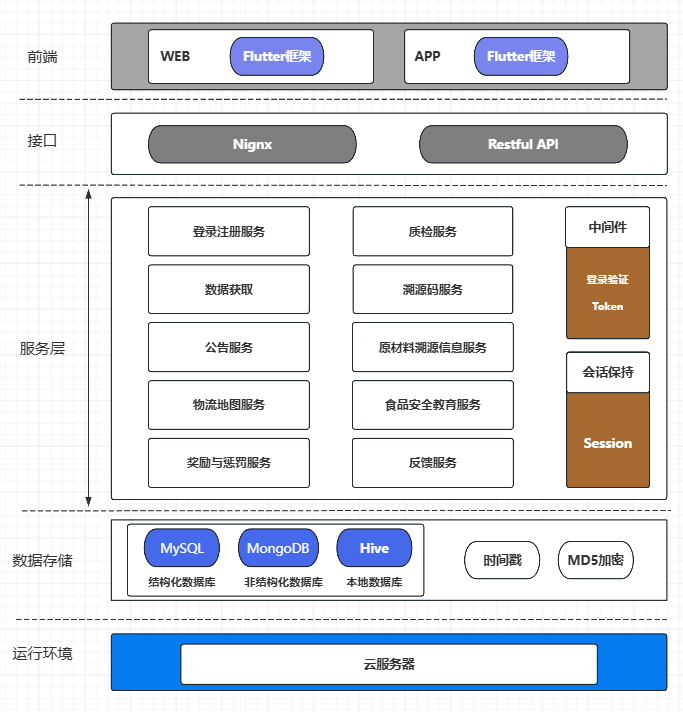 前端
WEB
Flutter框架
APP
Flutter框架
接口
Nignx
Restful API
服务层
登录注册服务
质检服务
中间件
数据获取
溯源码服务
登录验证
Token
公告服务
原材料溯源信息服务
会话保持
物流地图服务
食品安全教育服务
Session
奖励与惩罚服务
反馈服务
数据存储
MySQL
MongoDB
Hive
结构化数据库
非结构化数据库
本地数据库
时间戳
MD5加密
运行环境
云服务器